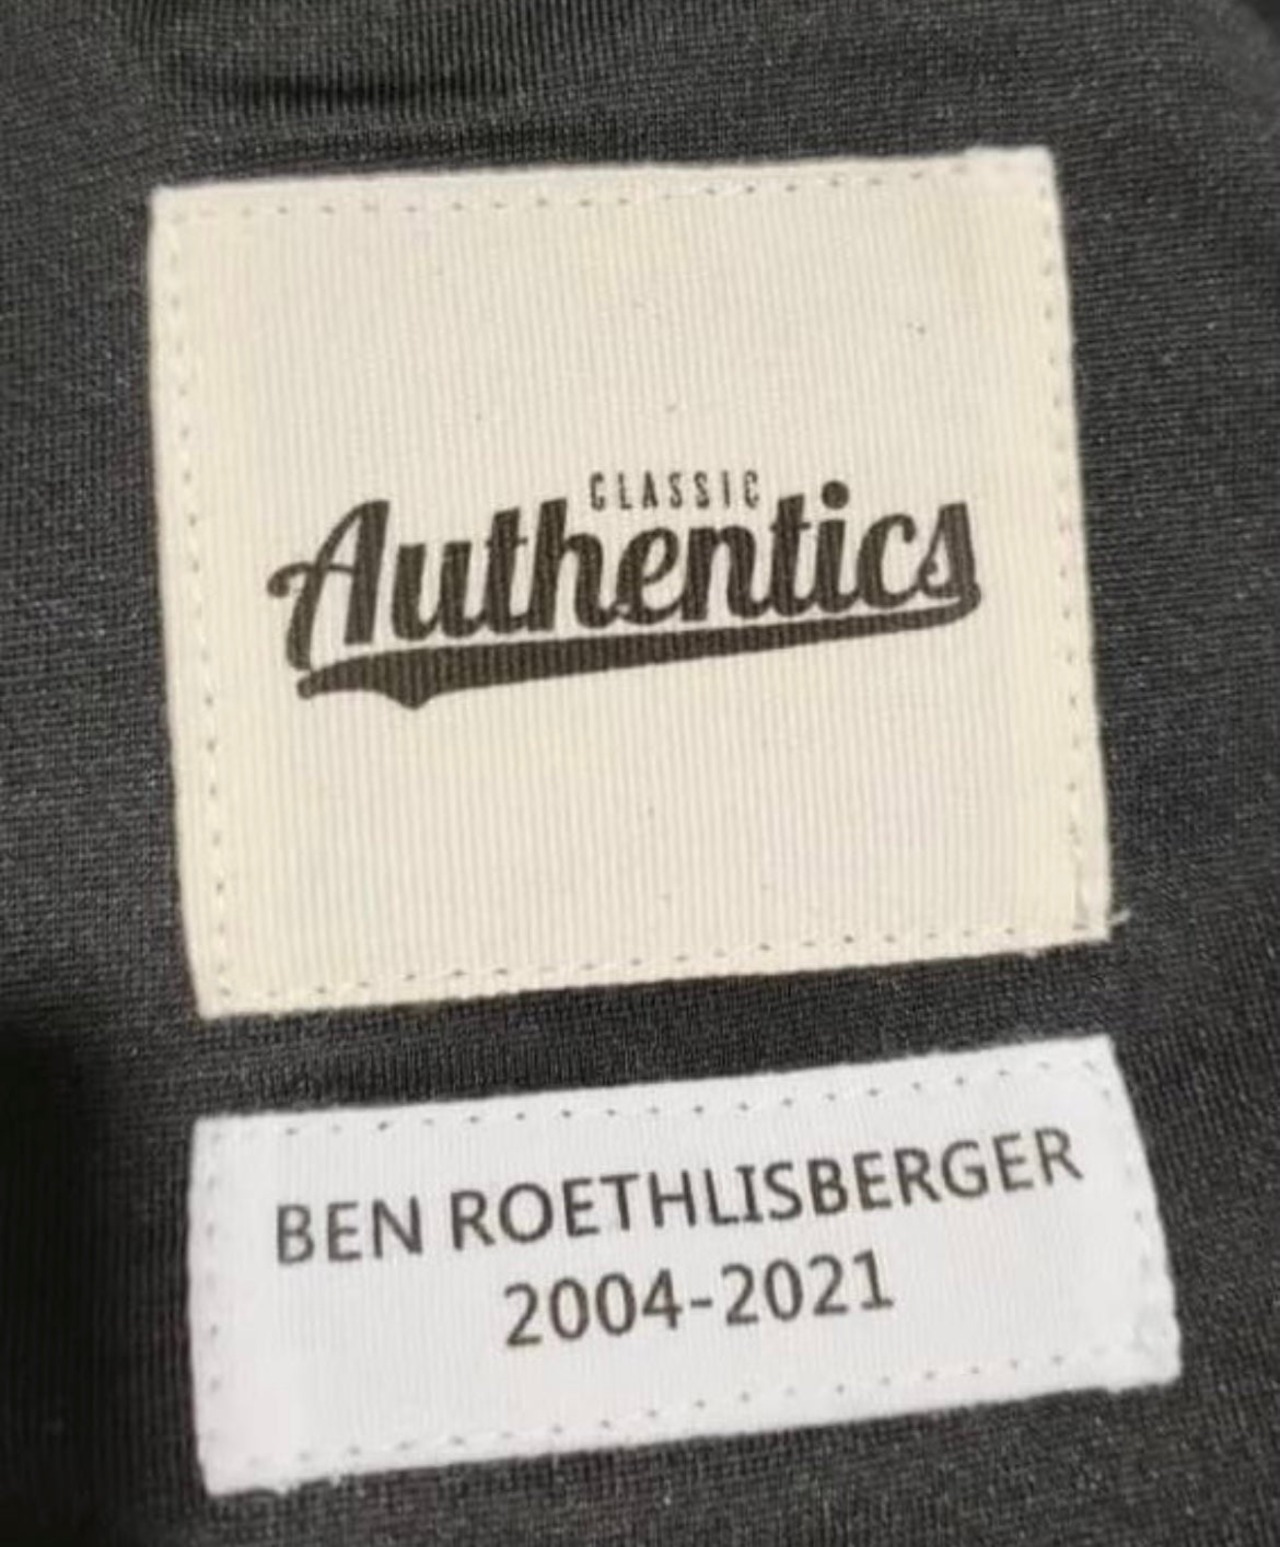 CLASSIC
Authentics
BEN ROETHLISBERGER
2004-2021